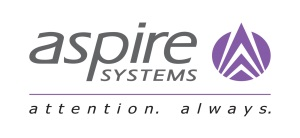 aspire
SYSTEMS
attention. always.